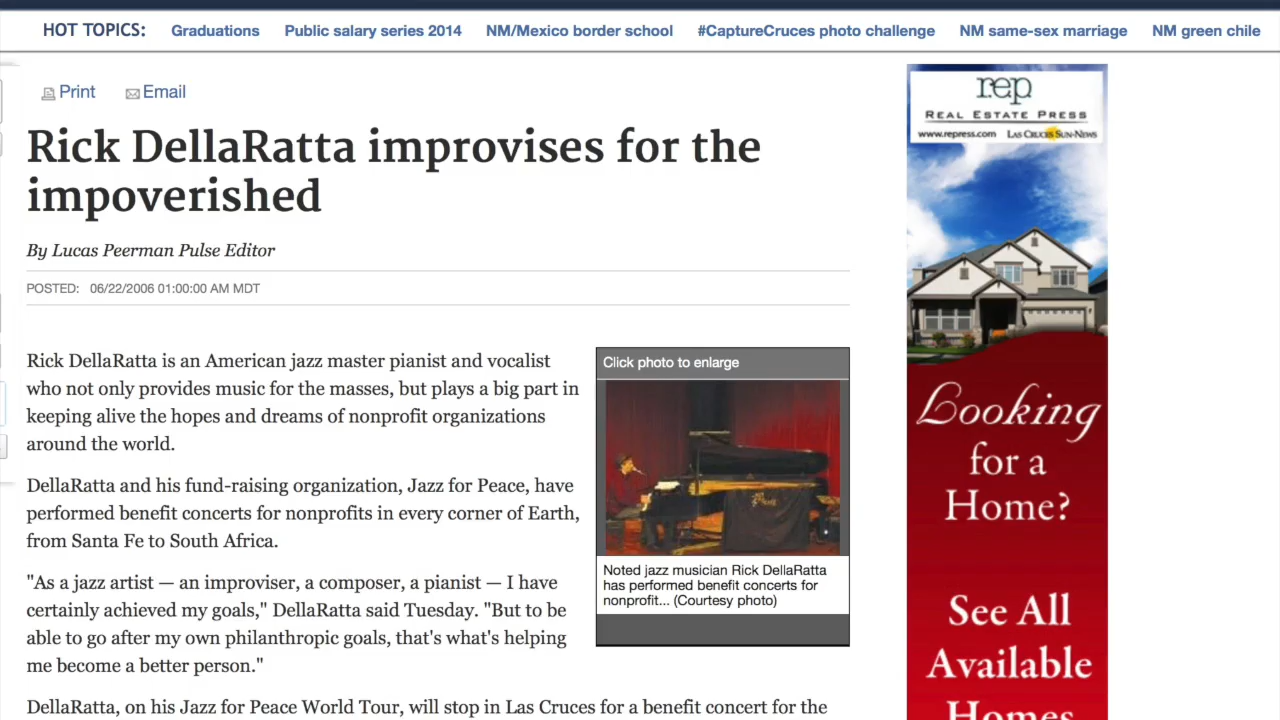 HOT TOPICS: Graduations Public salary series 2014 NM/Mexico border school #CaptureCruces photo challenge NM same-sex marriage NM green chile
Print Email
Rick DellaRatta improvises for the
impoverished
By Lucas Peerman Pulse Editor
POSTED: 06/22/2006 01:00:00 AM MDT
Rick DellaRatta is an American jazz master pianist and vocalist
who not only provides music for the masses, but plays a big part in
keeping alive the hopes and dreams of nonprofit organizations
around the world.
DellaRatta and his fund-raising organization, Jazz for Peace, have
performed benefit concerts for nonprofits in every corner of Earth,
from Santa Fe to South Africa.
"As a jazz artist — an improviser, a composer, a pianist — I have
certainly achieved my goals," DellaRatta said Tuesday. "But to be
able to go after my own philanthropic goals, that's what's helping
me become a better person."
DellaRatta, on his Jazz for Peace World Tour, will stop in Las Cruces for a benefit concert for the
Click photo to enlarge
Noted jazz musician Rick DellaRatta
has performed benefit concerts for
nonprofit... (Courtesy photo)
rep
REAL ESTATE PRESS
www.repress.com LAS CRUCES SUN-NEWS
Looking
for a
Home?
See All
Available
Homes